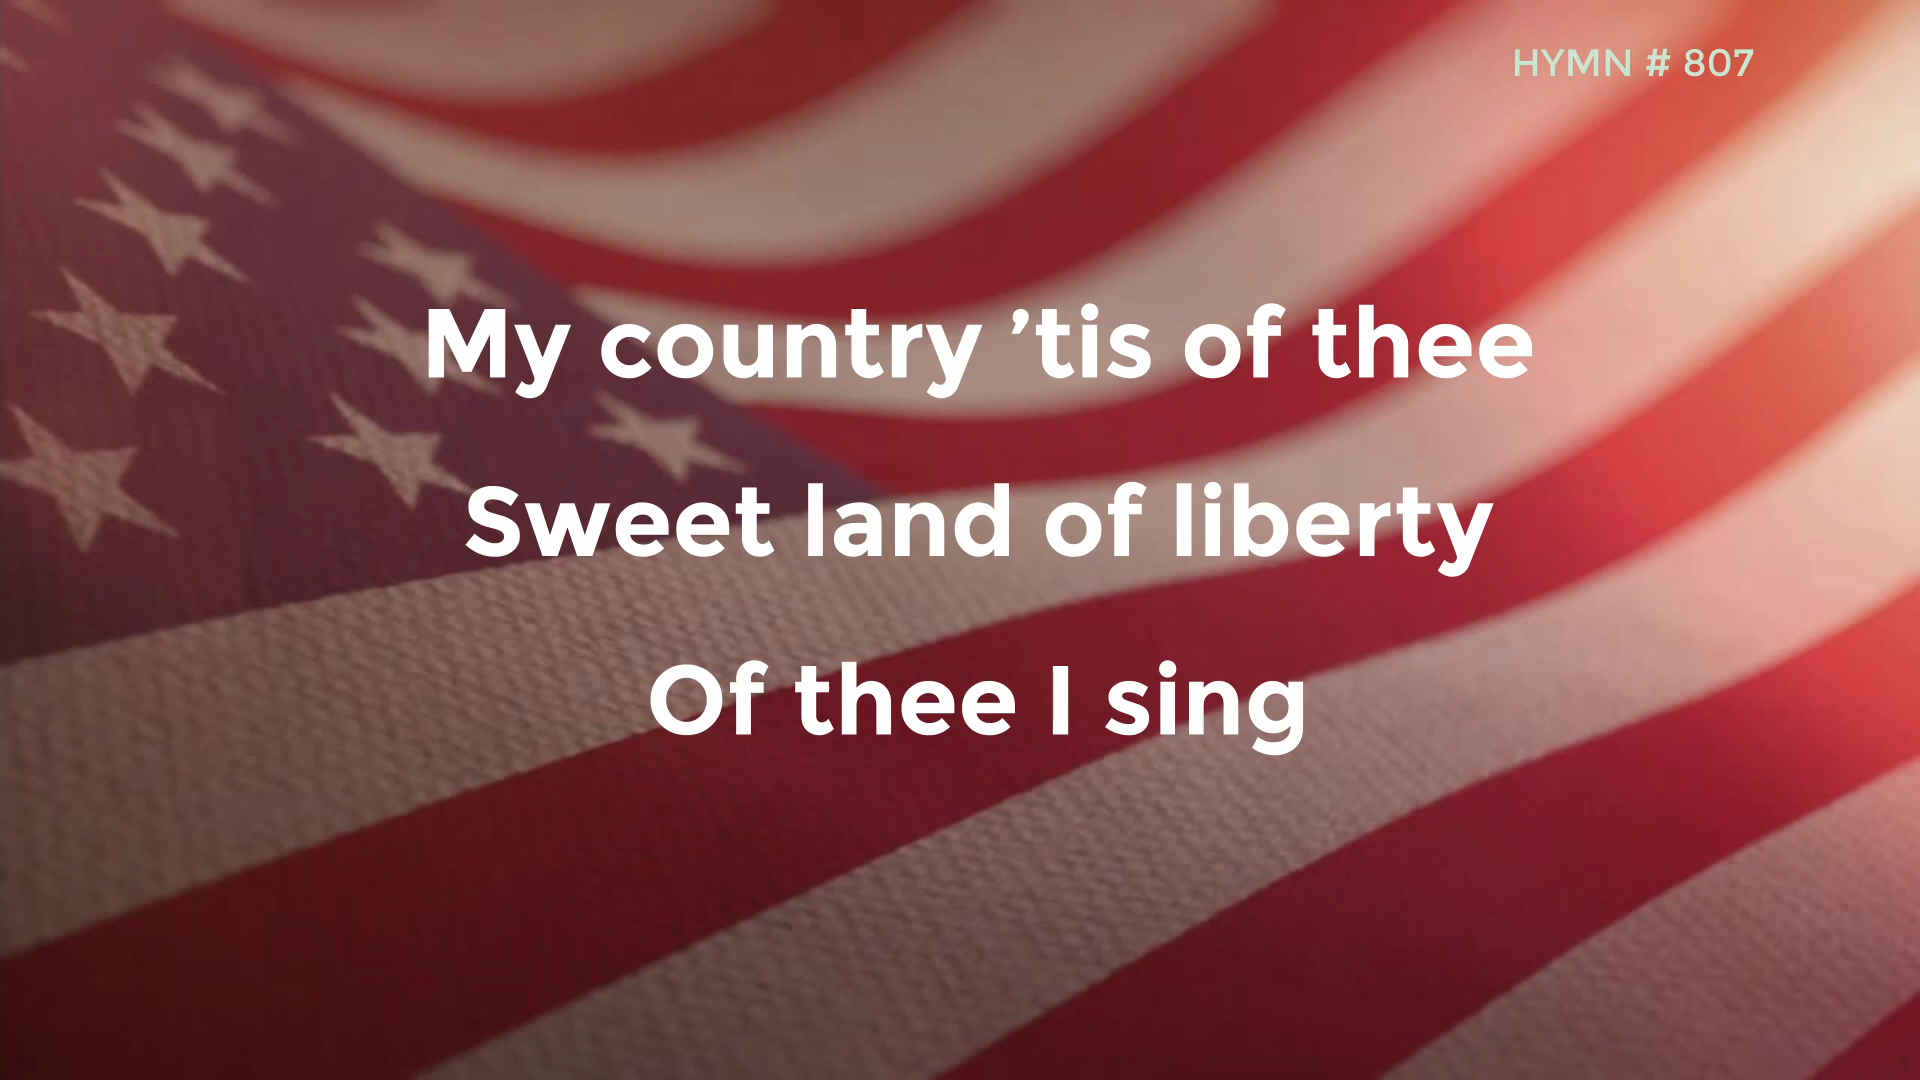 HYMN # 807
My country ’tis of thee
Sweet land of liberty
Of thee I sing